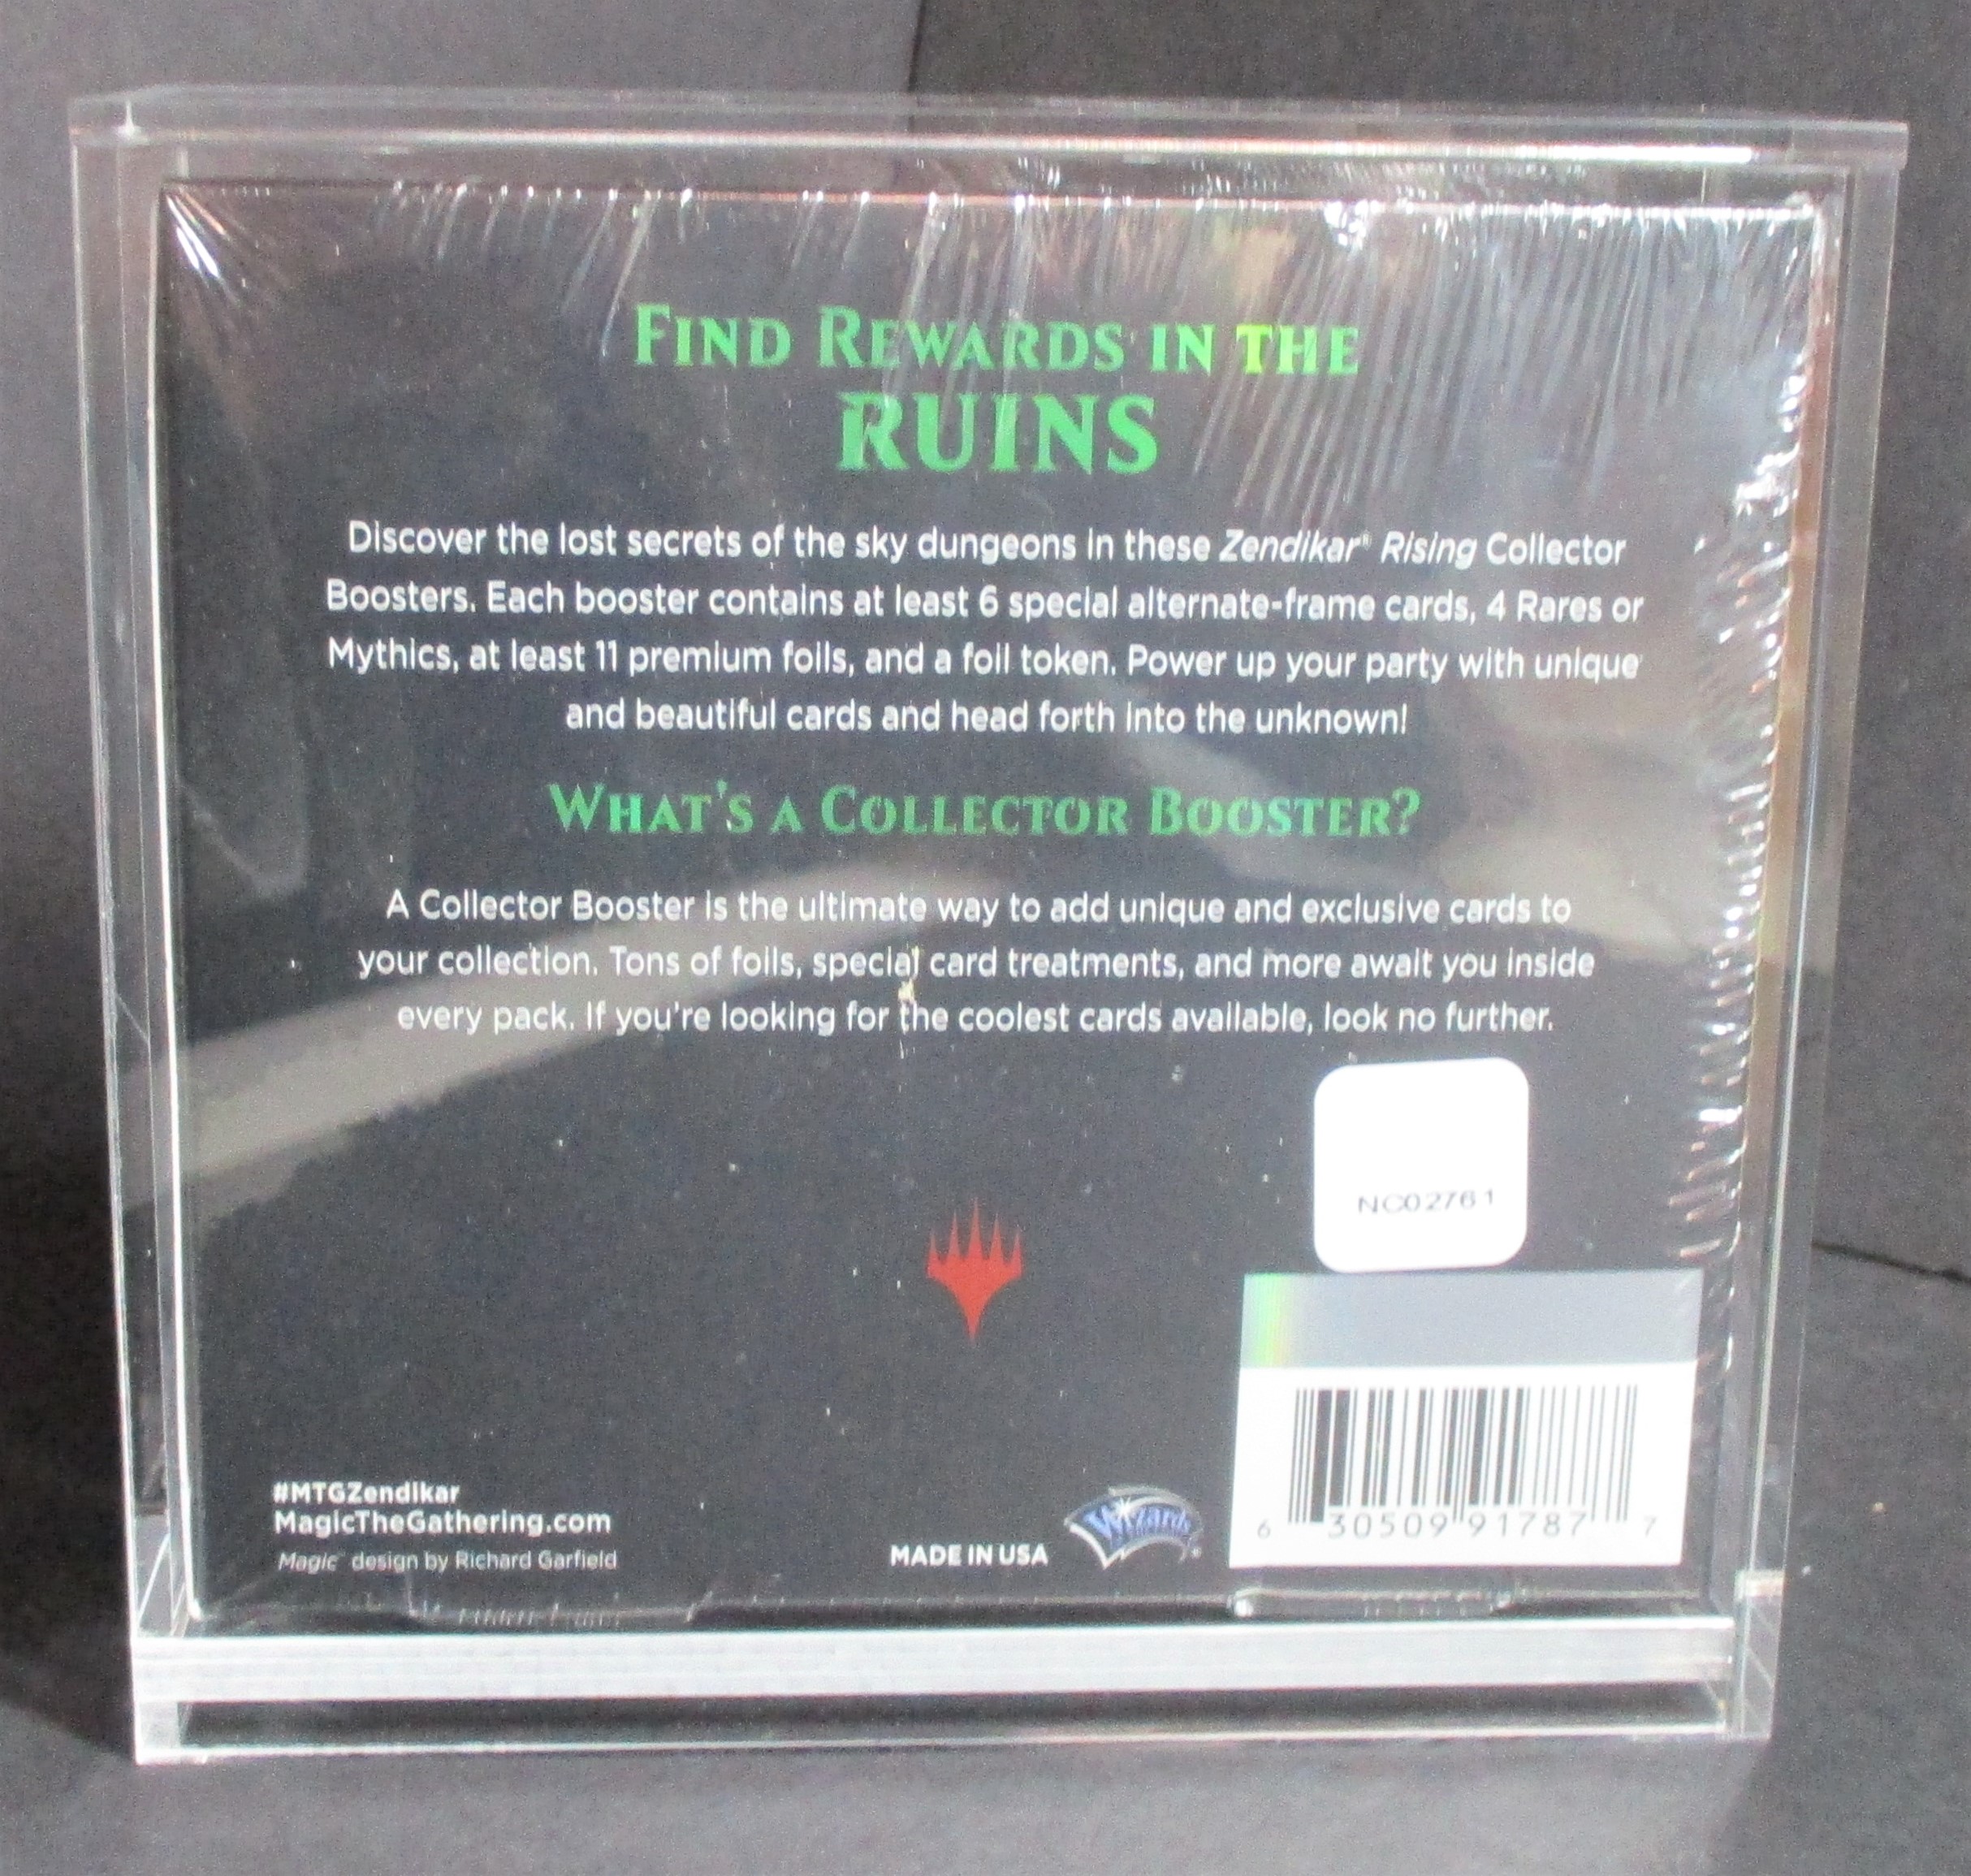 FIND REWARDS IN THE
RUINS
Discover the lost secrets of the sky dungeons in these Zendikar® Rising Collector
Boosters. Each booster contains at least 6 special alternate-frame cards, 4 Rares or
Mythics, at least 11 premium foils, and a foil token. Power up your party with unique
and beautiful cards and head forth into the unknown!
WHAT'S A COLLECTOR BOOSTER?
A Collector Booster is the ultimate way to add unique and exclusive cards to
your collection. Tons of foils, special card treatments, and more await you inside
every pack. If you're looking for the coolest cards available, look no further.
NC02761
#MTGZendikar
MagicTheGathering.com
Magic™ design by Richard Garfield
MADE IN USA
Wizards
6 30509 91787 7